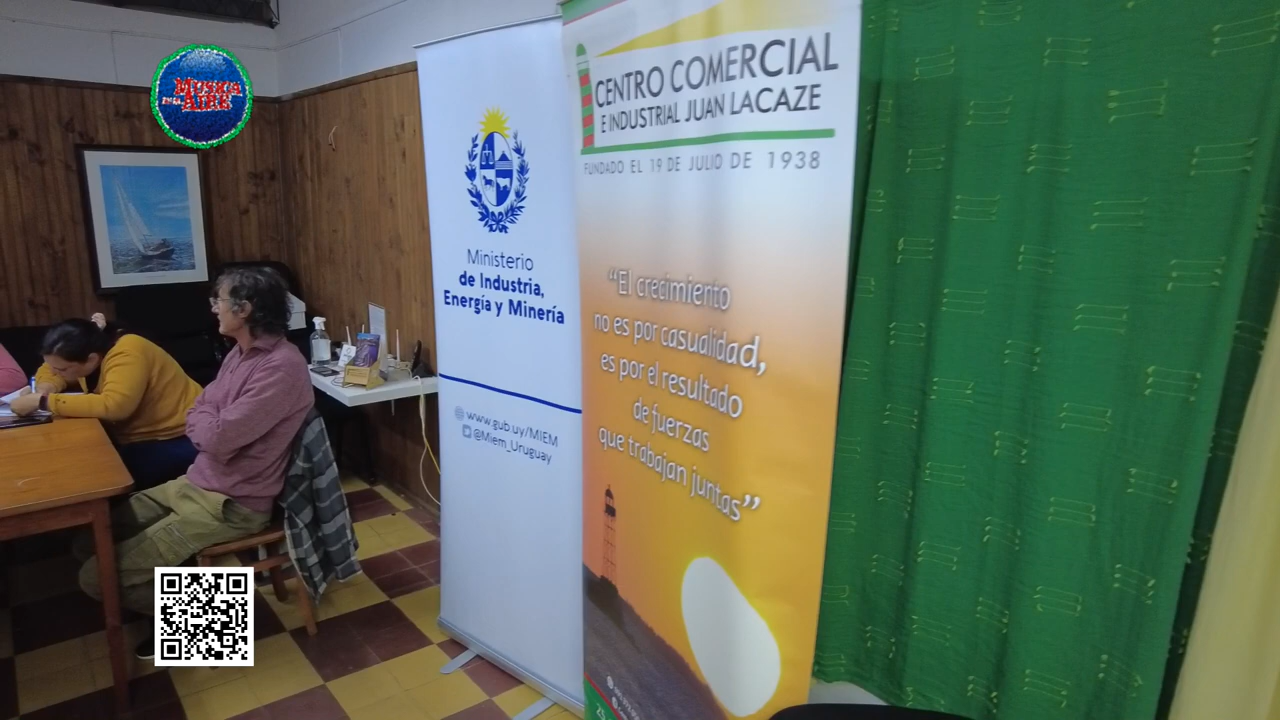 MUSICA
EN EL
AIRE
Ministerio
de Industria,
Energía y Minería
www.gub.uy/MIEM
@Miem_Uruguay
CENTRO COMERCIAL
E INDUSTRIAL JUAN LACAZE
FUNDADO EL 19 DE JULIO DE 1938
“El crecimiento
no es por casualidad,
es por el resultado
de fuerzas
que trabajan juntas”